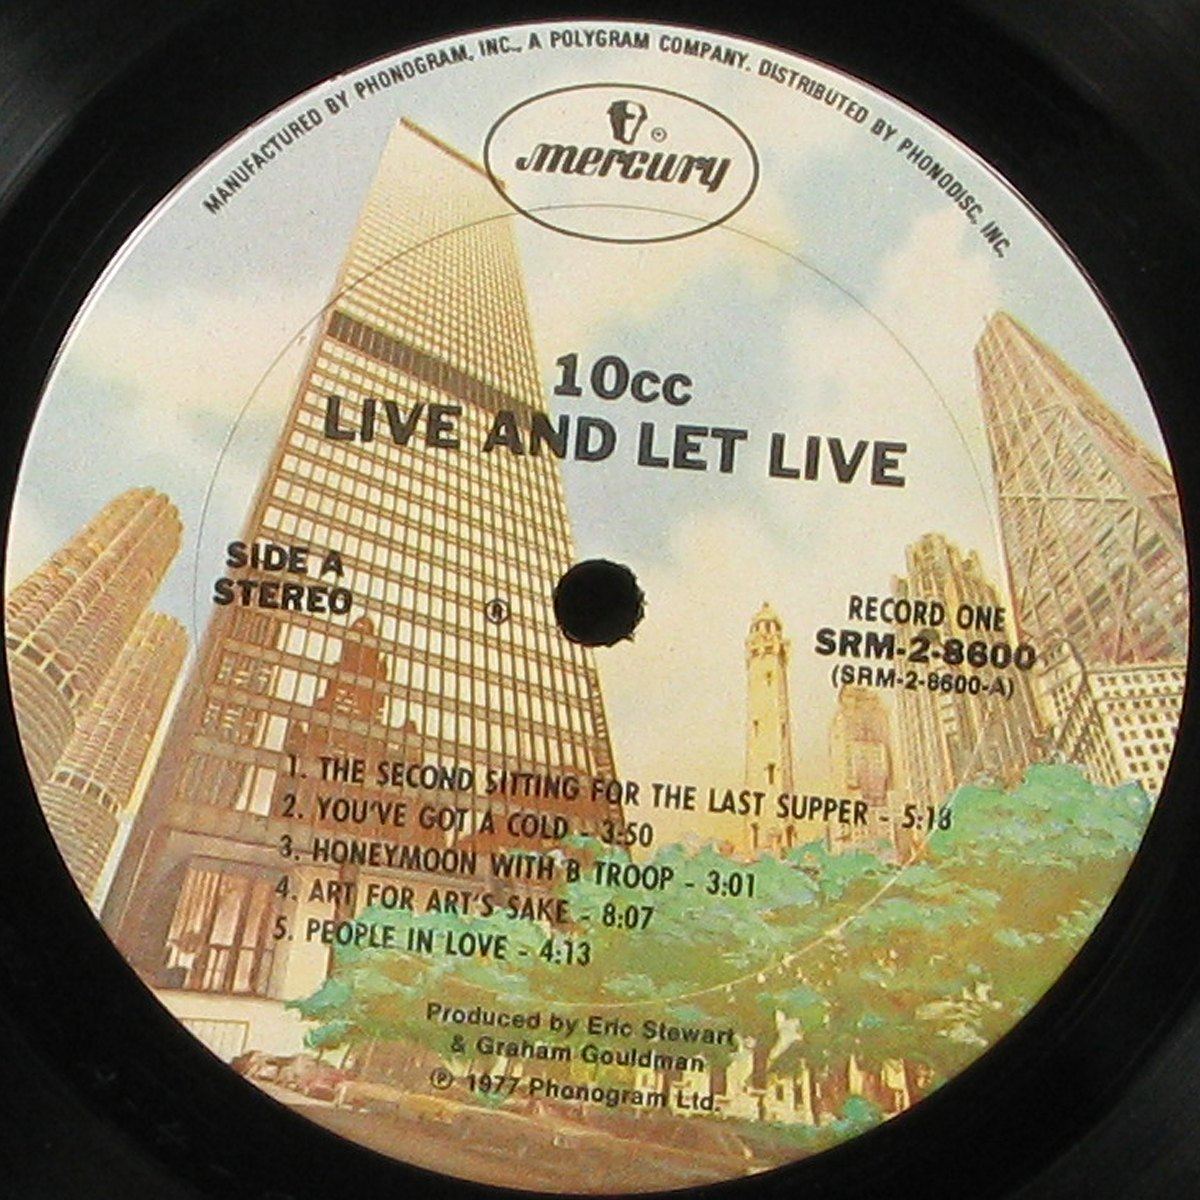 MANUFACTURED BY PHONOGRAM, INC., A POLYGRAM COMPANY. DISTRIBUTED BY PHONODISC, INC.
mercury
10cc
LIVE AND LET LIVE
SIDE A
STEREO
®
RECORD ONE
SRM-2-8600
(SRM-2-8600-A)
1. THE SECOND SITTING FOR THE LAST SUPPER - 5:18
2. YOU'VE GOT A COLD - 3:50
3. HONEYMOON WITH B TROOP - 3:01
4. ART FOR ART'S SAKE - 8:07
5. PEOPLE IN LOVE - 4:13
Produced by Eric Stewart
& Graham Gouldman
℗ 1977 Phonogram Ltd.